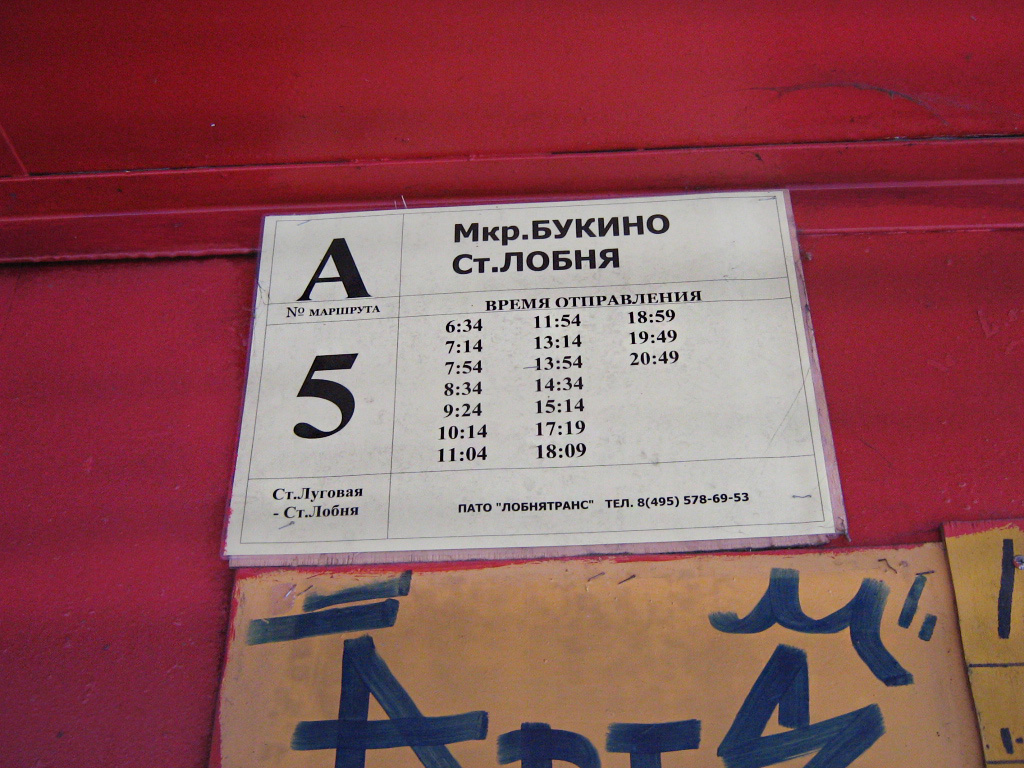 А
Мкр.БУКИНО
Ст.ЛОБНЯ
№ МАРШРУТА
ВРЕМЯ ОТПРАВЛЕНИЯ
5
6:34 11:54 18:59
7:14 13:14 19:49
7:54 13:54 20:49
8:34 14:34
9:24 15:14
10:14 17:19
11:04 18:09
Ст.Луговая
- Ст.Лобня
ПАТО "ЛОБНЯТРАНС" ТЕЛ. 8(495) 578-69-53